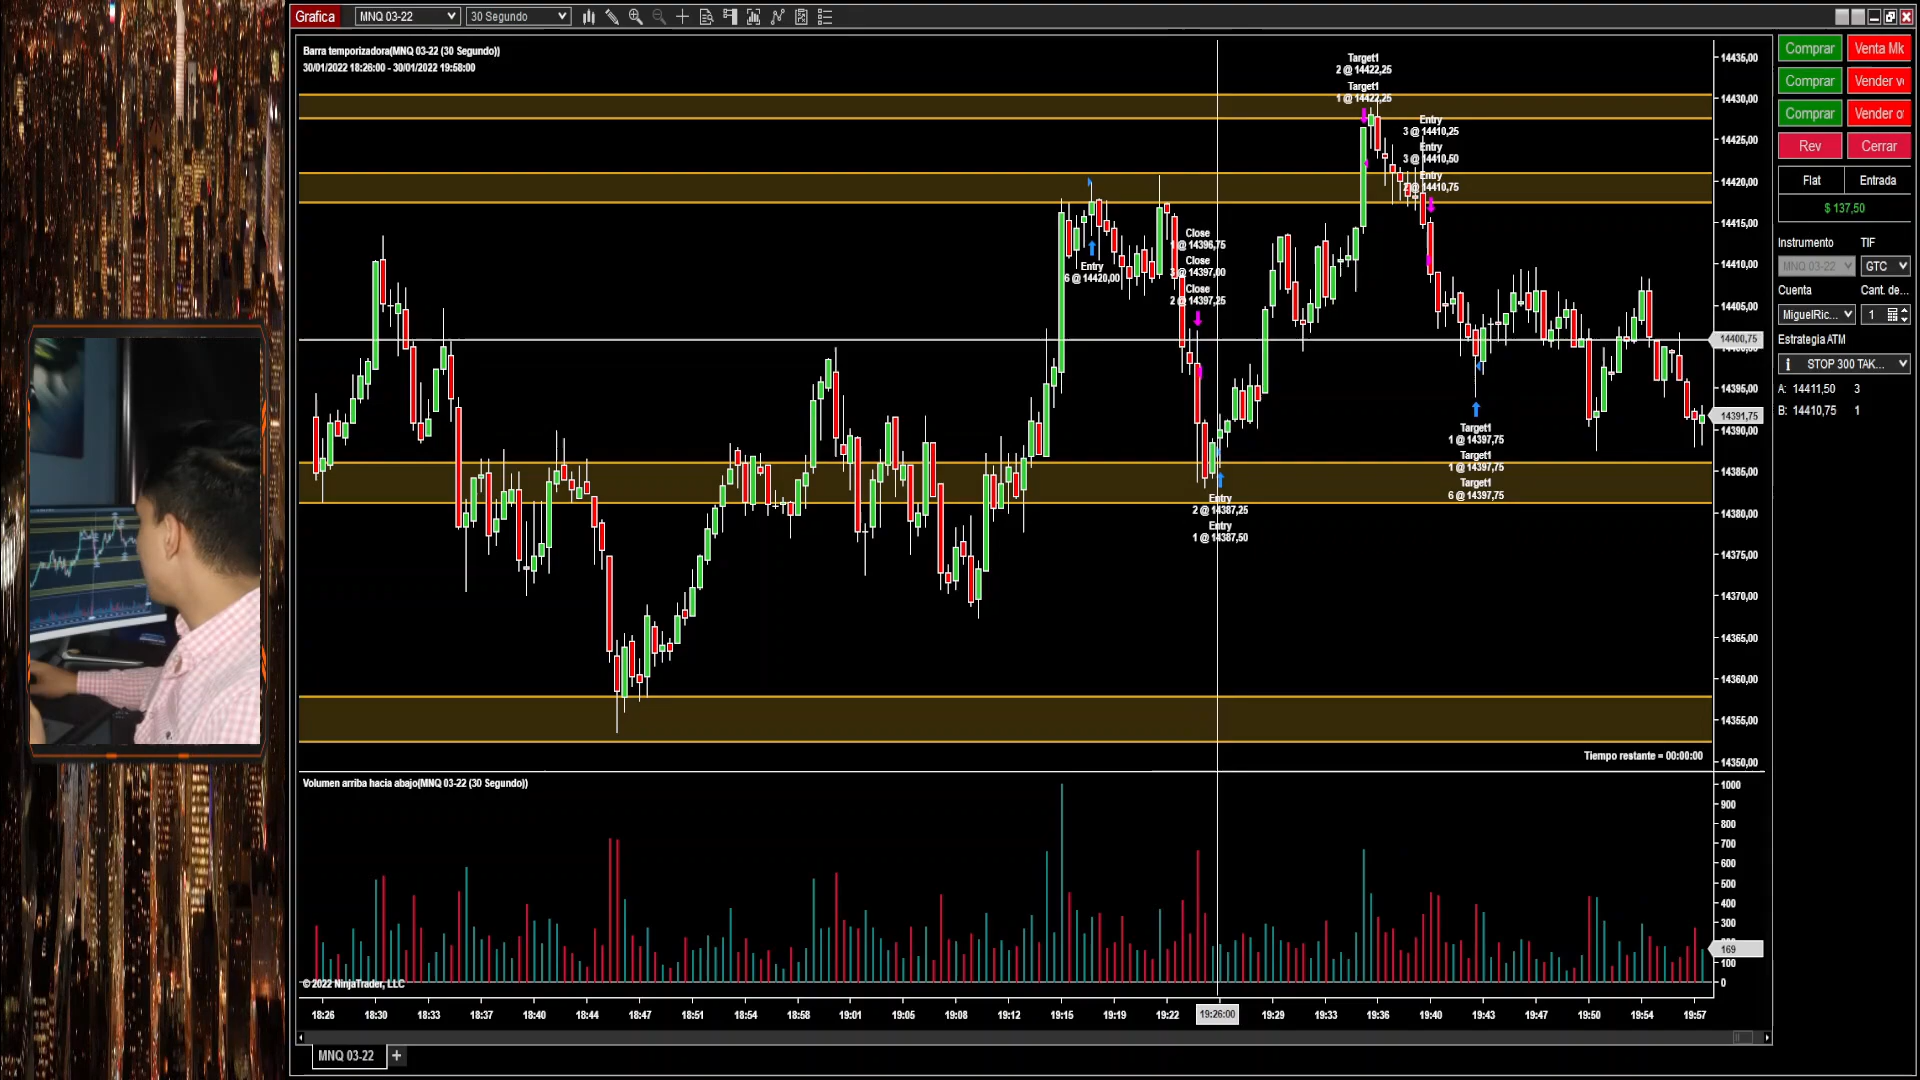 Grafica
MNQ 03-22
30 Segundo
Barra temporizadora(MNQ 03-22 (30 Segundo))
30/01/2022 18:26:00 - 30/01/2022 19:58:00
Target1
2 @ 14422,25
Target1
1 @ 14422,25
Entry
3 @ 14410,25
Entry
3 @ 14410,50
Entry
2 @ 14410,75
Close
1 @ 14396,75
Close
3 @ 14397,00
Close
2 @ 14397,25
Entry
6 @ 14420,00
Entry
2 @ 14387,25
Entry
1 @ 14387,50
Target1
1 @ 14397,75
Target1
1 @ 14397,75
Target1
6 @ 14397,75
Tiempo restante = 00:00:00
14435,00
14430,00
14425,00
14420,00
14415,00
14410,00
14405,00
14400,75
14395,00
14391,75
14390,00
14385,00
14380,00
14375,00
14370,00
14365,00
14360,00
14355,00
14350,00
Volumen arriba hacia abajo(MNQ 03-22 (30 Segundo))
1000
900
800
700
600
500
400
300
169
100
0
© 2022 NinjaTrader, LLC
18:26 18:30 18:33 18:37 18:40 18:44 18:47 18:51 18:54 18:58 19:01 19:05 19:08 19:12 19:15 19:19 19:22 19:26:00 19:29 19:33 19:36 19:40 19:43 19:47 19:50 19:54 19:57
MNQ 03-22 +
Comprar Venta Mk
Comprar Vender v
Comprar Vender o
Rev Cerrar
Flat Entrada
$ 137,50
Instrumento TIF
MNQ 03-22 GTC
Cuenta Cant. de...
MiguelRic... 1
Estrategia ATM
STOP 300 TAK...
A: 14411,50 3
B: 14410,75 1